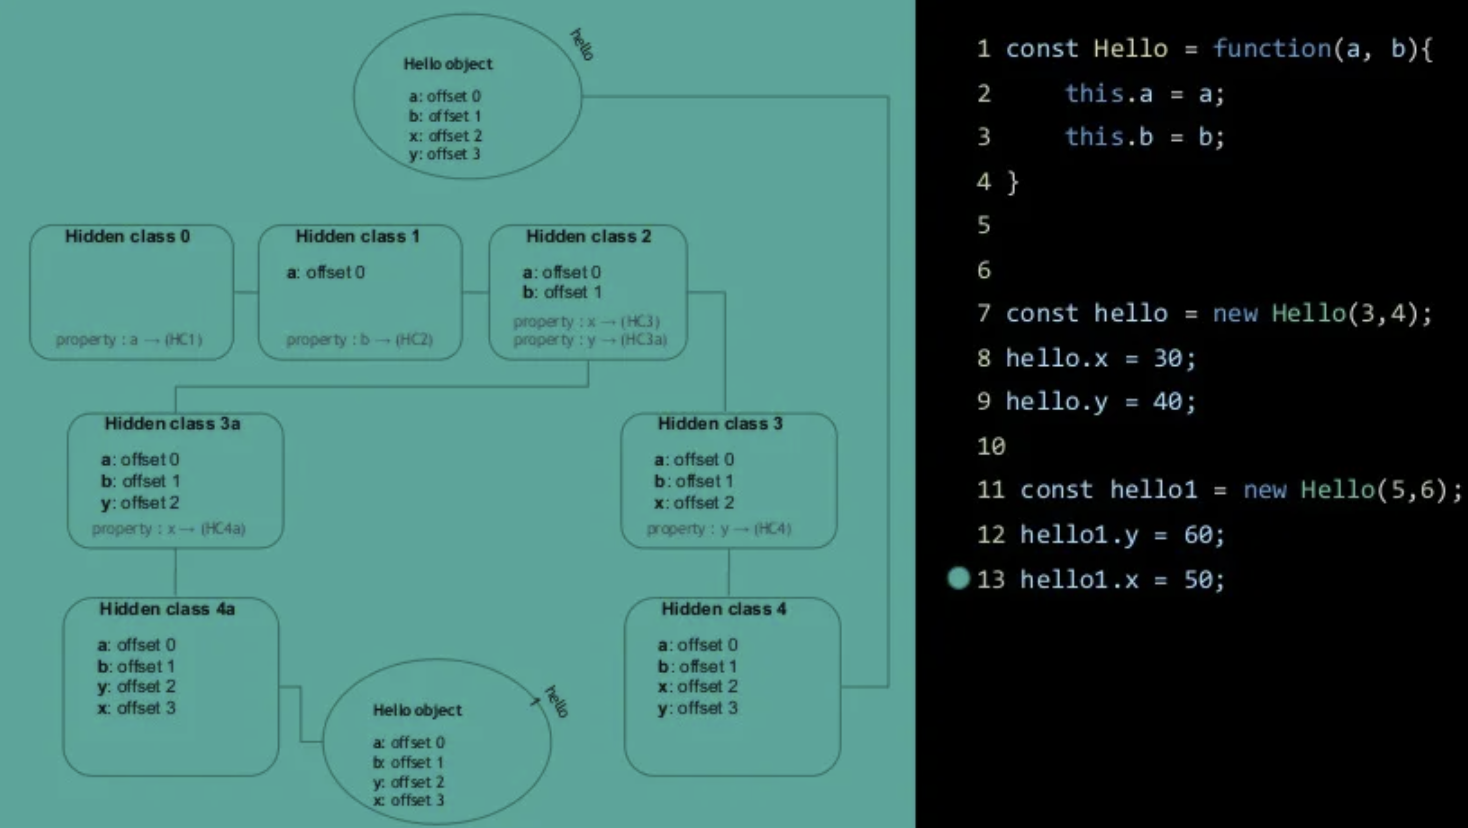 hello
Hello object
a: offset 0
b: offset 1
x: offset 2
y: offset 3
Hidden class 0
property : a → (HC1)
Hidden class 1
a: offset 0
property : b → (HC2)
Hidden class 2
a: offset 0
b: offset 1
property : x → (HC3)
property : y → (HC3a)
Hidden class 3a
a: offset 0
b: offset 1
y: offset 2
property : x → (HC4a)
Hidden class 3
a: offset 0
b: offset 1
x: offset 2
property : y → (HC4)
Hidden class 4a
a: offset 0
b: offset 1
y: offset 2
x: offset 3
Hidden class 4
a: offset 0
b: offset 1
x: offset 2
y: offset 3
hello
1
Hello object
a: offset 0
b: offset 1
y: offset 2
x: offset 3
1 const Hello = function(a, b){
2 this.a = a;
3 this.b = b;
4 }
5
6
7 const hello = new Hello(3,4);
8 hello.x = 30;
9 hello.y = 40;
10
11 const hello1 = new Hello(5,6);
12 hello1.y = 60;
13 hello1.x = 50;